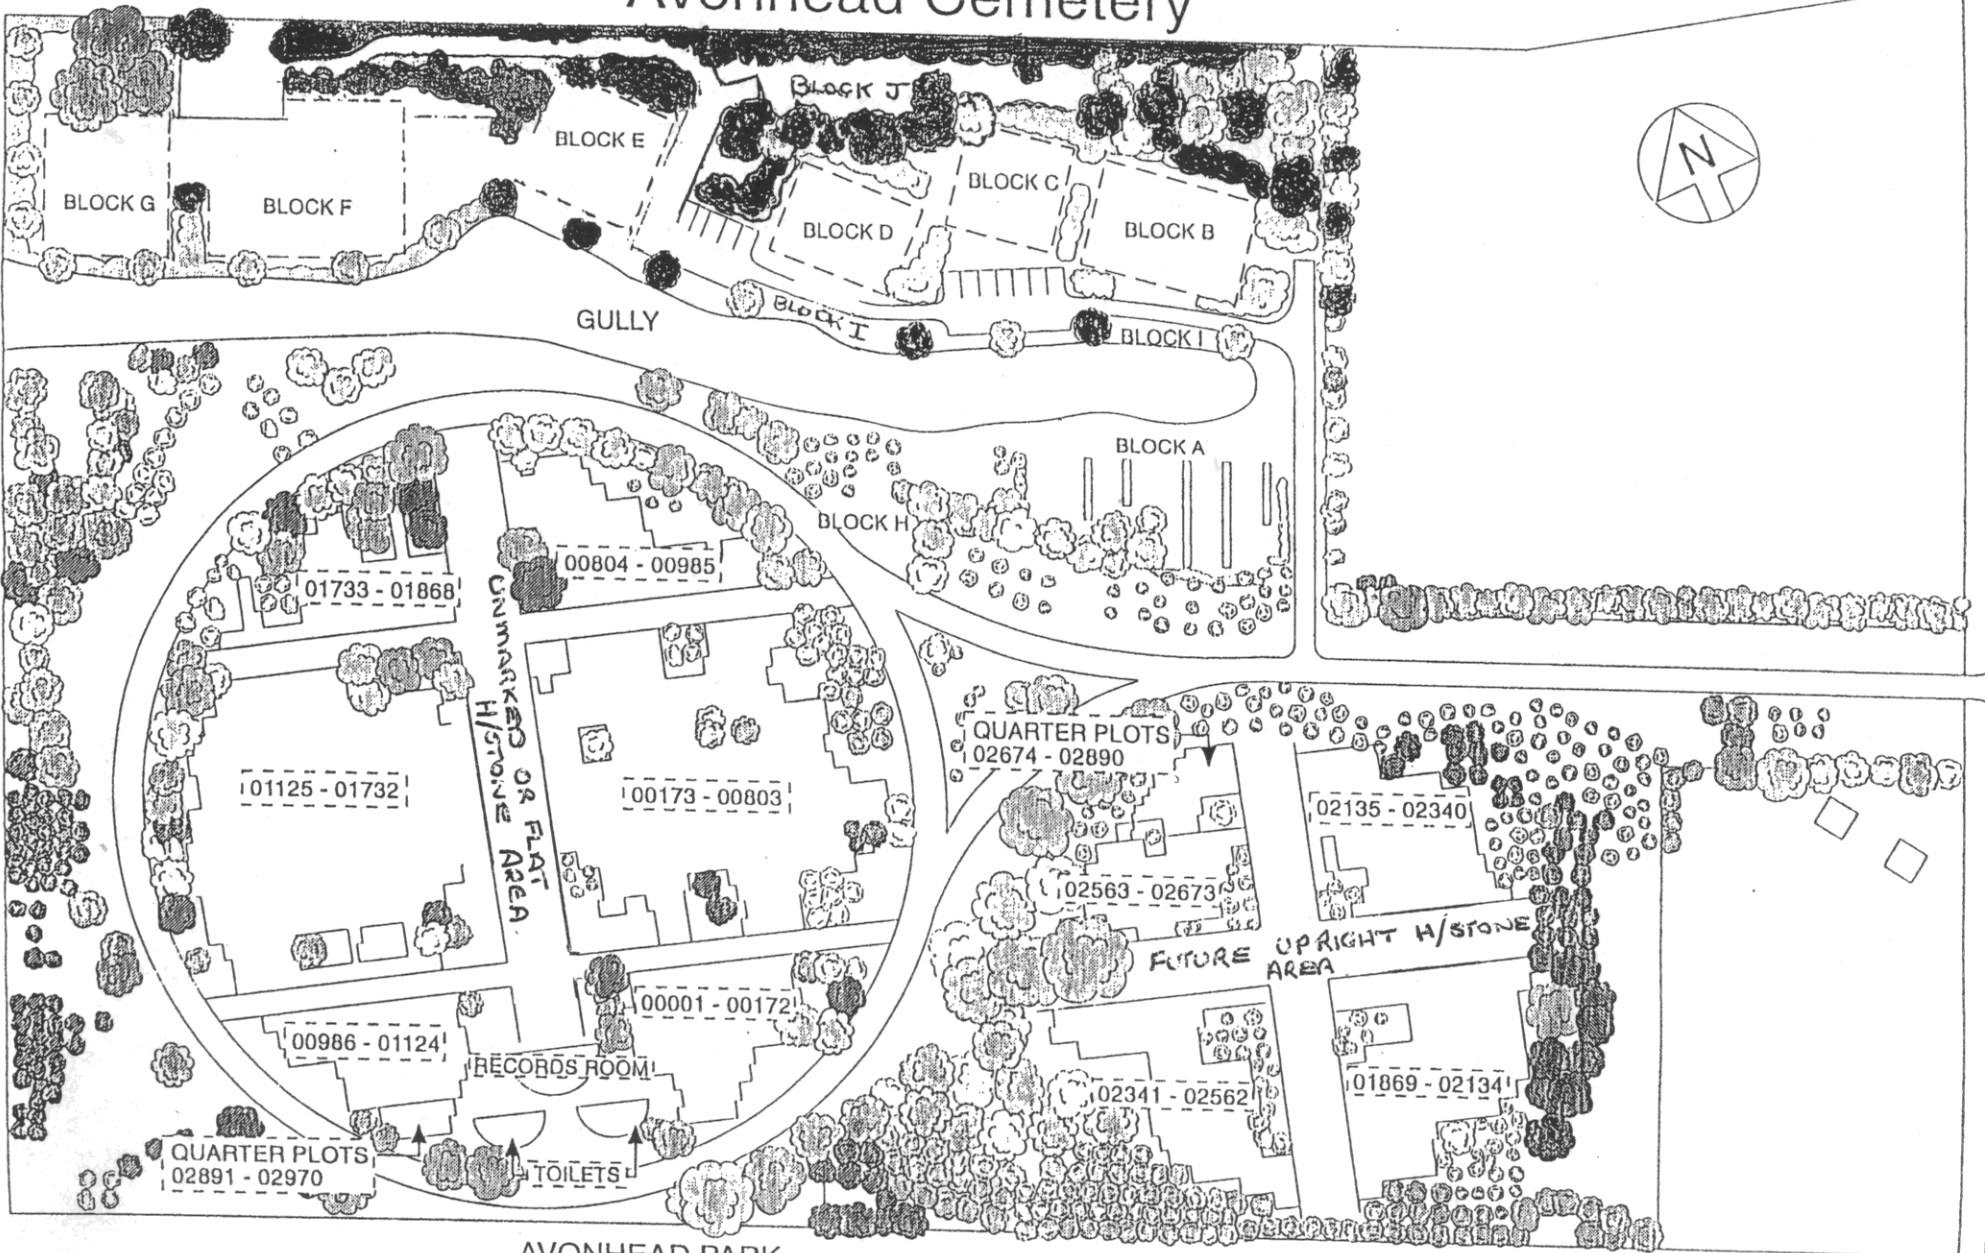 Avonhead Cemetery
BLOCK J
BLOCK E
BLOCK C
BLOCK G
BLOCK F
BLOCK D
BLOCK B
N
GULLY
BLOCK I
BLOCK I
BLOCK A
BLOCK H
00804 - 00985
01733 - 01868
UNMARKED OR FLAT
H/STONE AREA.
QUARTER PLOTS
02674 - 02890
01125 - 01732
00173 - 00803
02135 - 02340
02563 - 02673
FUTURE UPRIGHT H/STONE
AREA
00001 - 00172
00986 - 01124
RECORDS ROOM
02341 - 02562
01869 - 02134
QUARTER PLOTS
02891 - 02970
TOILETS
AVONHEAD PARK